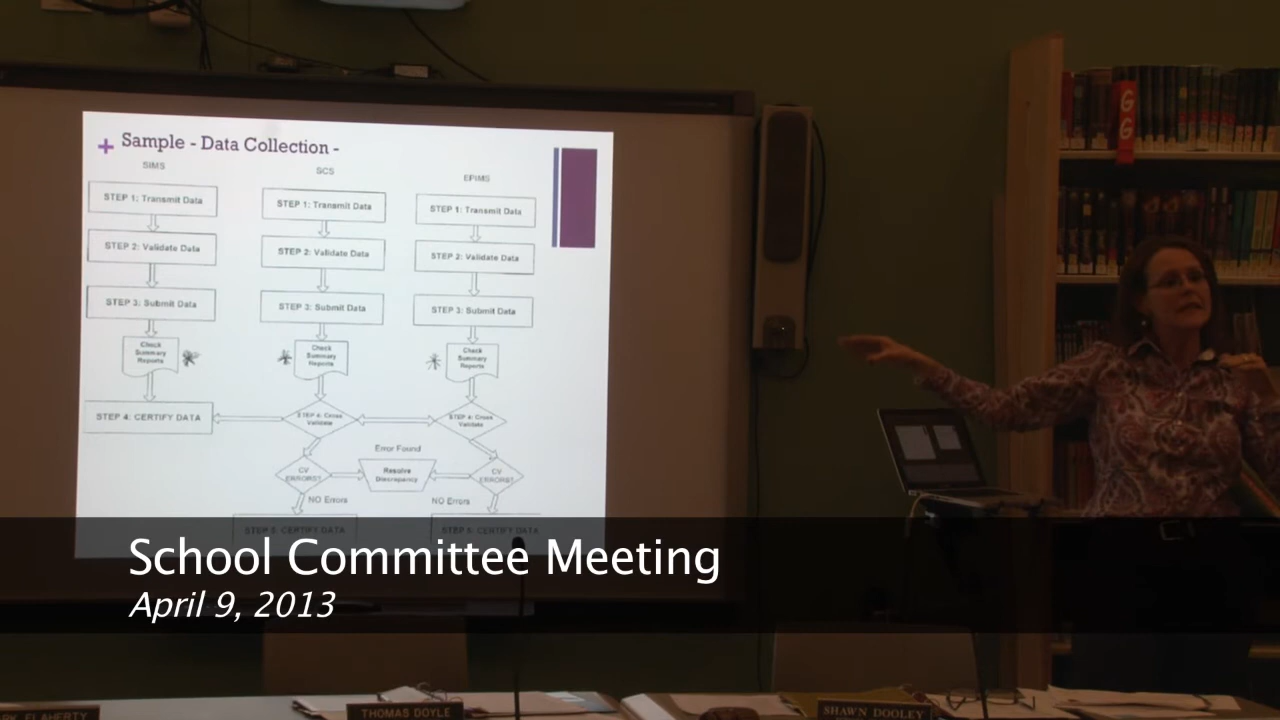 + Sample - Data Collection -
SIMS
SCS
EPIMS
STEP 1: Transmit Data
STEP 1: Transmit Data
STEP 1: Transmit Data
STEP 2: Validate Data
STEP 2: Validate Data
STEP 2: Validate Data
STEP 3: Submit Data
STEP 3: Submit Data
STEP 3: Submit Data
Check
Summary
Reports
Check
Summary
Reports
Check
Summary
Reports
STEP 4: CERTIFY DATA
STEP 4: Cross
Validate
STEP 4: Cross
Validate
Error Found
CV
ERRORS?
Resolve
Discrepancy
CV
ERRORS?
NO Errors
NO Errors
STEP 5: CERTIFY DATA
CERTIFY DATA
G
G
School Committee Meeting
April 9, 2013
FLAHERTY
THOMAS DOYLE
SHAWN DOOLEY